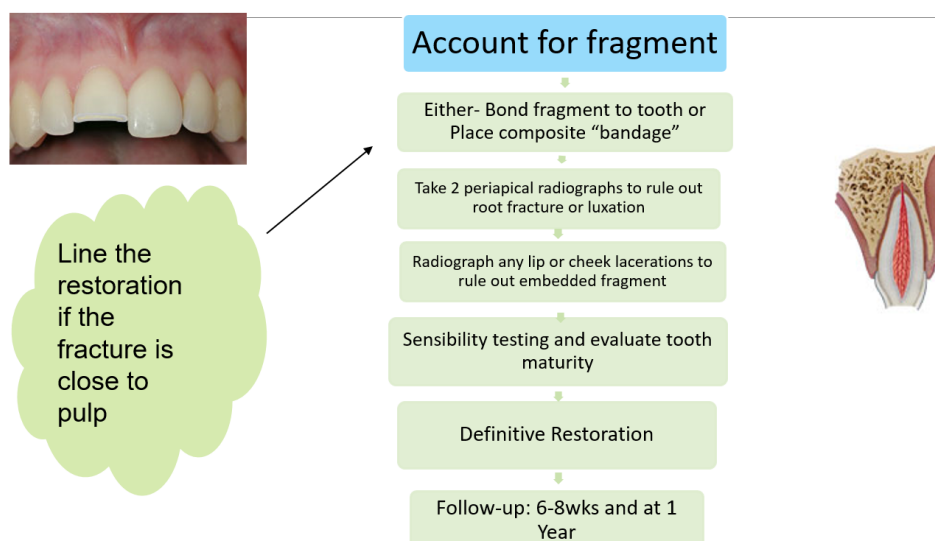 Account for fragment
Either- Bond fragment to tooth or
Place composite “bandage”
Take 2 periapical radiographs to rule out
root fracture or luxation
Radiograph any lip or cheek lacerations to
rule out embedded fragment
Sensibility testing and evaluate tooth
maturity
Definitive Restoration
Follow-up: 6-8wks and at 1
Year
Line the
restoration
if the
fracture is
close to
pulp